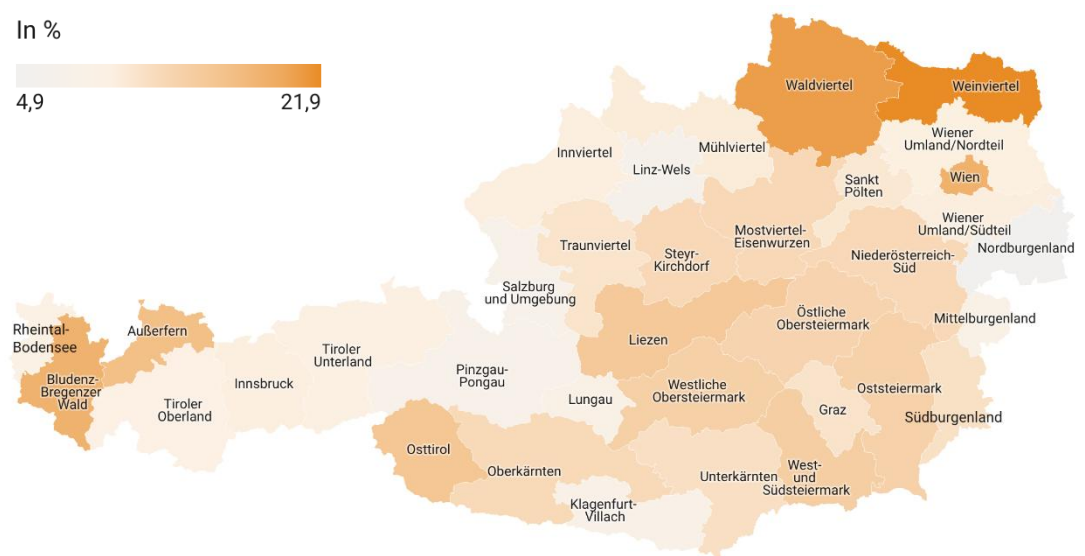 In %
4,9
21,9
Waldviertel
Weinviertel
Wiener
Umland/Nordteil
Mühlviertel
Innviertel
Linz-Wels
Wien
Sankt
Pölten
Wiener
Umland/Südteil
Mostviertel-
Eisenwurzen
Traunviertel
Nordburgenland
Steyr-
Kirchdorf
Niederösterreich-
Süd
Salzburg
und Umgebung
Östliche
Obersteiermark
Mittelburgenland
Rheintal-
Bodensee
Außerfern
Liezen
Tiroler
Unterland
Pinzgau-
Pongau
Bludenz-
Bregenzer
Wald
Innsbruck
Westliche
Obersteiermark
Oststeiermark
Tiroler
Oberland
Lungau
Graz
Südburgenland
Osttirol
Oberkärnten
Unterkärnten
West-
und
Südsteiermark
Klagenfurt-
Villach